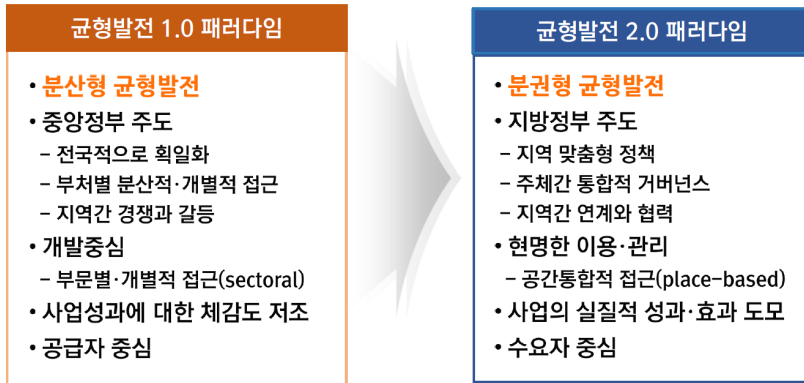 균형발전 1.0 패러다임
• 분산형 균형발전
• 중앙정부 주도
– 전국적으로 획일화
– 부처별 분산적·개별적 접근
– 지역간 경쟁과 갈등
• 개발중심
– 부문별·개별적 접근(sectoral)
• 사업성과에 대한 체감도 저조
• 공급자 중심
균형발전 2.0 패러다임
• 분권형 균형발전
• 지방정부 주도
– 지역 맞춤형 정책
– 주체간 통합적 거버넌스
– 지역간 연계와 협력
• 현명한 이용·관리
– 공간통합적 접근(place-based)
• 사업의 실질적 성과·효과 도모
• 수요자 중심